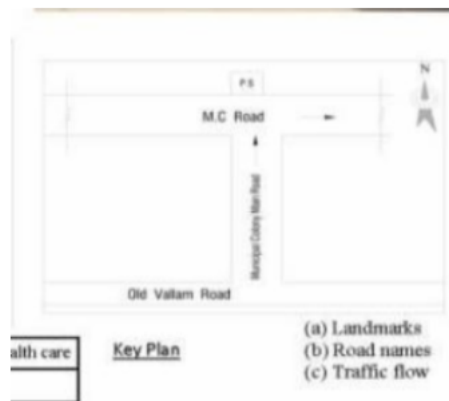 N
P S
M.C Road
Municipal Colony Main Road
Old Vallam Road
alth care
Key Plan
(a) Landmarks
(b) Road names
(c) Traffic flow